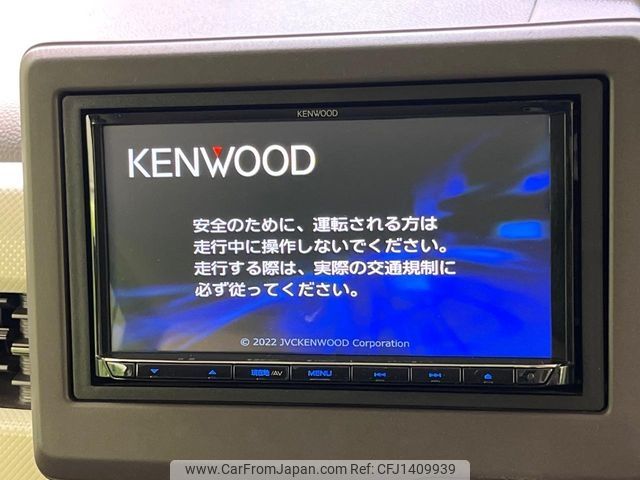 KENWOOD
KENWOOD
安全のために、運転される方は
走行中に操作しないでください。
走行する際は、実際の交通規制に
必ず従ってください。
© 2022 JVCKENWOOD Corporation
現在地/AV MENU
www.CarFromJapan.com - CFJ1409939